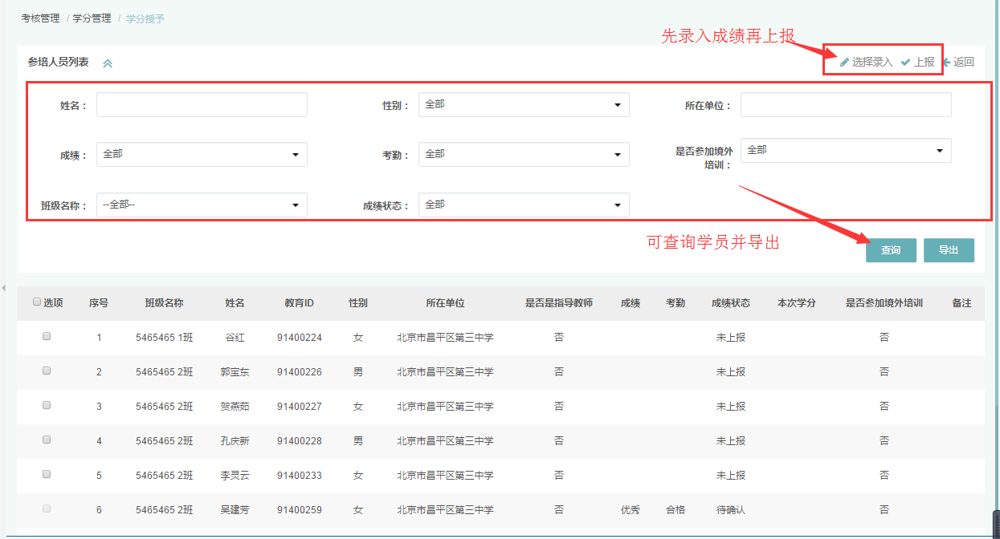 考核管理 / 学分管理 / 学分授予
先录入成绩再上报
参培人员列表 选择录入 上报 返回
姓名： 性别： 全部 所在单位：
成绩： 全部 考勤： 全部 是否参加境外 全部
培训：
班级名称： --全部-- 成绩状态： 全部
可查询学员并导出 查询 导出
选项 序号 班级名称 姓名 教育ID 性别 所在单位 是否是指导教师 成绩 考勤 成绩状态 本次学分 是否参加境外培训 备注
1 5465465 1班 谷红 91400224 女 北京市昌平区第三中学 否 未上报 否
2 5465465 2班 郭宝东 91400226 男 北京市昌平区第三中学 否 未上报 否
3 5465465 2班 贺燕茹 91400227 女 北京市昌平区第三中学 否 未上报 否
4 5465465 2班 孔庆新 91400228 男 北京市昌平区第三中学 否 未上报 否
5 5465465 2班 李灵云 91400233 女 北京市昌平区第三中学 否 未上报 否
6 5465465 2班 吴建芳 91400259 女 北京市昌平区第三中学 否 优秀 合格 待确认 否